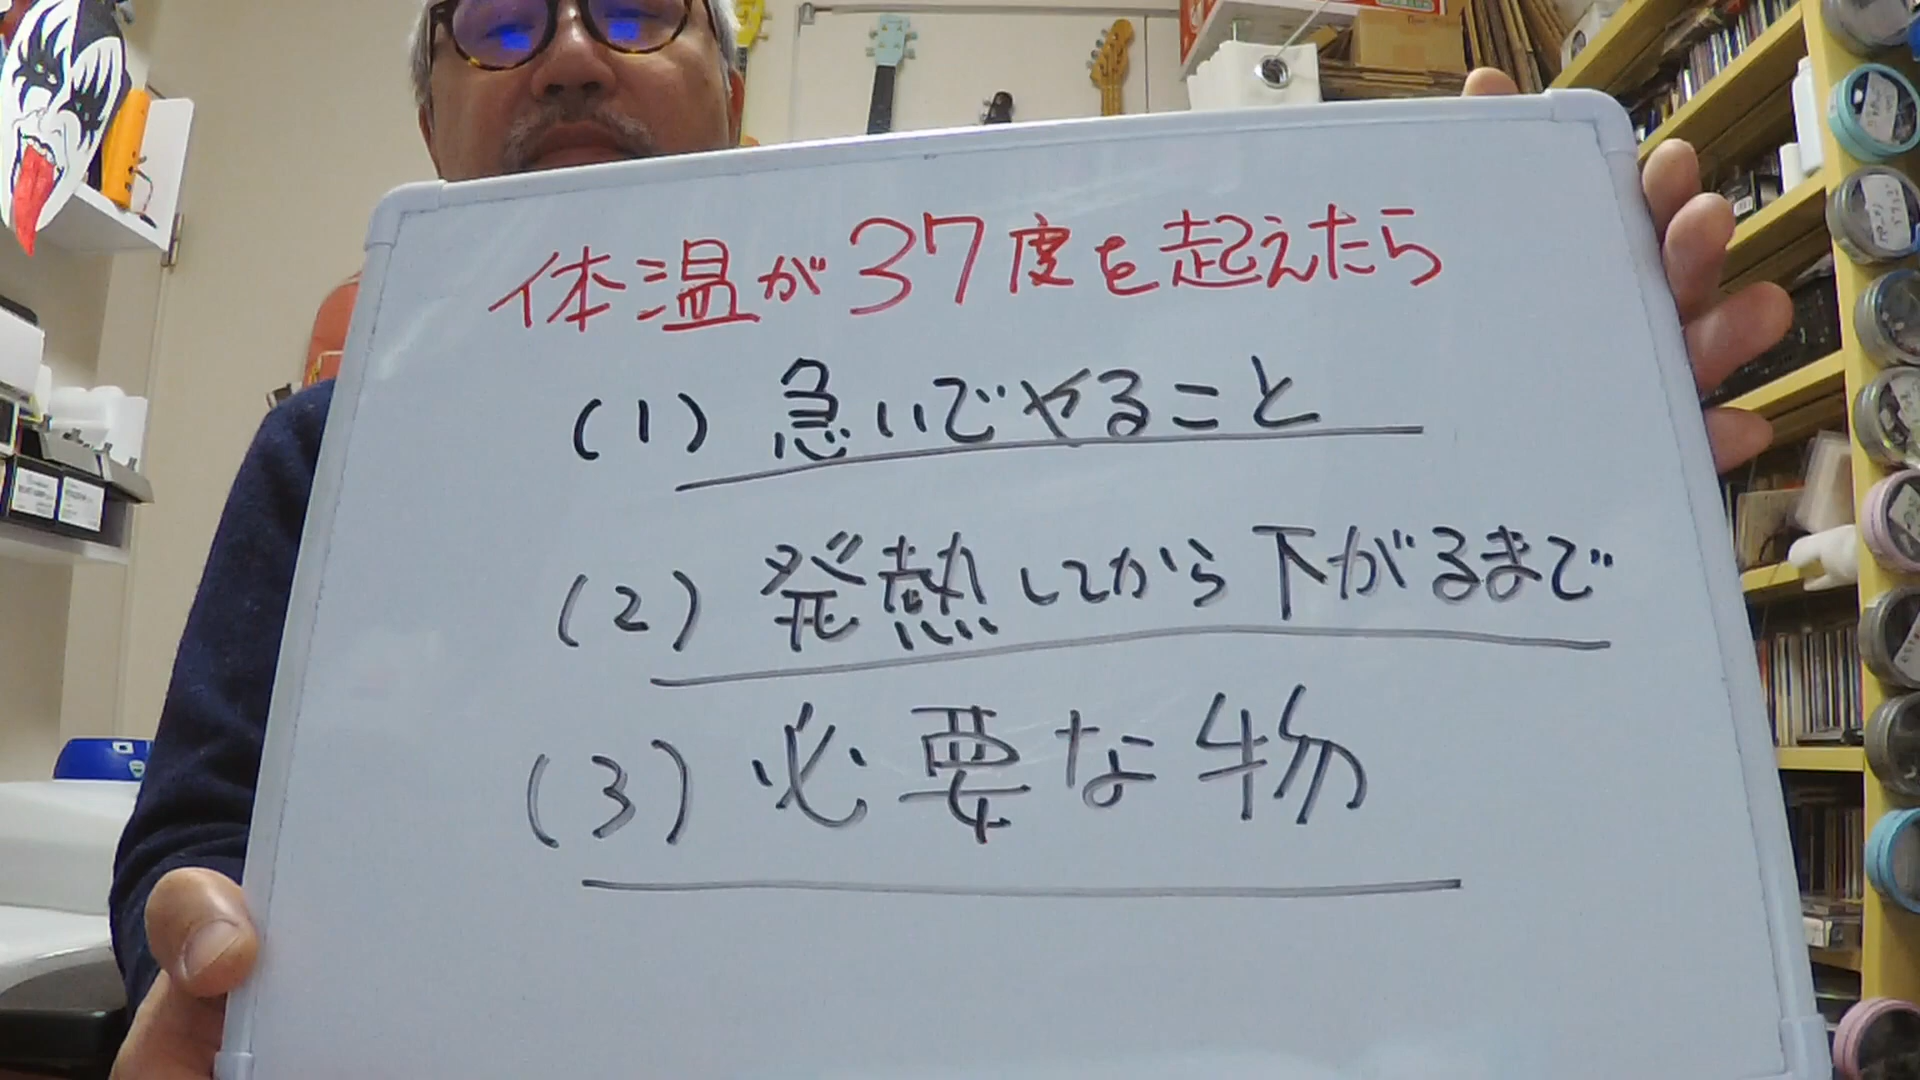 体温が37度を起えたら
(1) 急いでやること
(2) 発熱してから下がるまで
(3) 必要な物